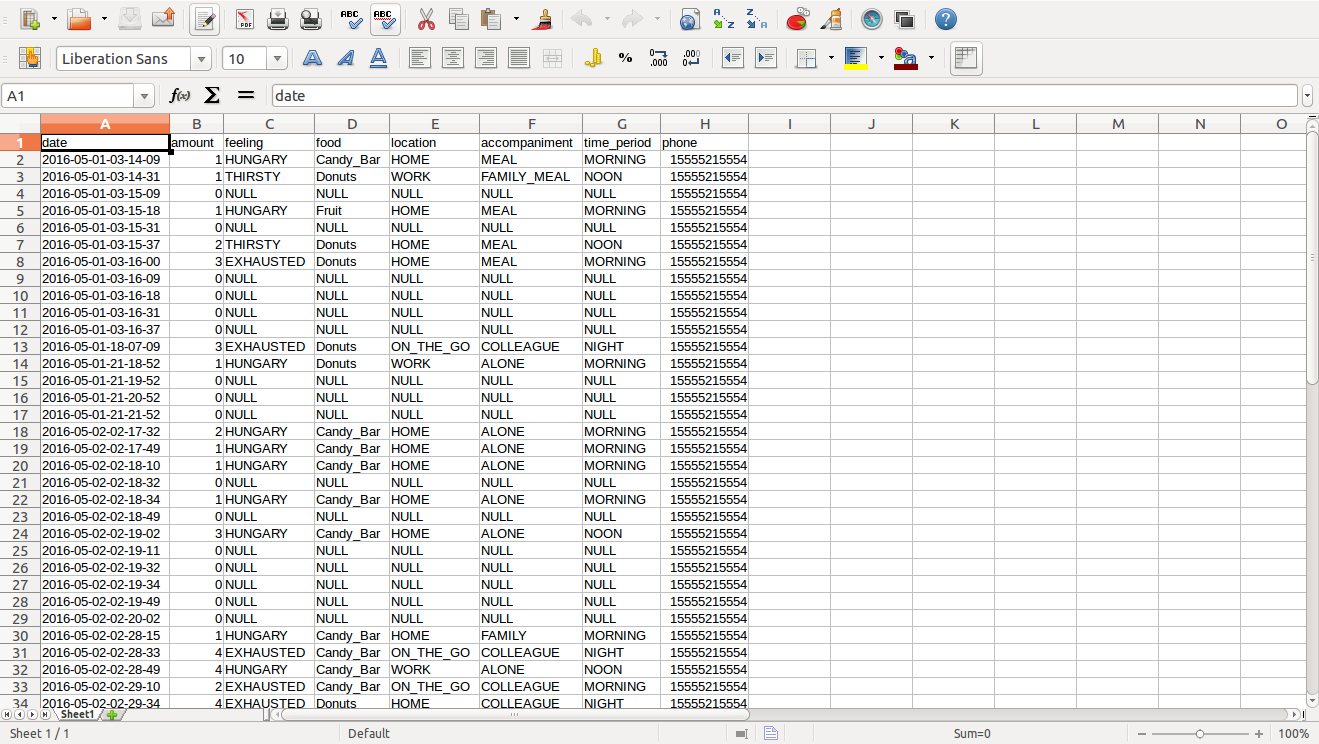 Liberation Sans 10 % .000 .000
A1 f(x) Σ = date
A B C D E F G H I J K L M N O
1 date amount feeling food location accompaniment time_period phone
2 2016-05-01-03-14-09 1 HUNGARY Candy_Bar HOME MEAL MORNING 15555215554
3 2016-05-01-03-14-31 1 THIRSTY Donuts WORK FAMILY_MEAL NOON 15555215554
4 2016-05-01-03-15-09 0 NULL NULL NULL NULL NULL 15555215554
5 2016-05-01-03-15-18 1 HUNGARY Fruit HOME MEAL MORNING 15555215554
6 2016-05-01-03-15-31 0 NULL NULL NULL NULL NULL 15555215554
7 2016-05-01-03-15-37 2 THIRSTY Donuts HOME MEAL NOON 15555215554
8 2016-05-01-03-16-00 3 EXHAUSTED Donuts HOME MEAL MORNING 15555215554
9 2016-05-01-03-16-09 0 NULL NULL NULL NULL NULL 15555215554
10 2016-05-01-03-16-18 0 NULL NULL NULL NULL NULL 15555215554
11 2016-05-01-03-16-31 0 NULL NULL NULL NULL NULL 15555215554
12 2016-05-01-03-16-37 0 NULL NULL NULL NULL NULL 15555215554
13 2016-05-01-18-07-09 3 EXHAUSTED Donuts ON_THE_GO COLLEAGUE NIGHT 15555215554
14 2016-05-01-21-18-52 1 HUNGARY Donuts WORK ALONE MORNING 15555215554
15 2016-05-01-21-19-52 0 NULL NULL NULL NULL NULL 15555215554
16 2016-05-01-21-20-52 0 NULL NULL NULL NULL NULL 15555215554
17 2016-05-01-21-21-52 0 NULL NULL NULL NULL NULL 15555215554
18 2016-05-02-02-17-32 2 HUNGARY Candy_Bar HOME ALONE MORNING 15555215554
19 2016-05-02-02-17-49 1 HUNGARY Candy_Bar HOME ALONE MORNING 15555215554
20 2016-05-02-02-18-10 1 HUNGARY Candy_Bar HOME ALONE MORNING 15555215554
21 2016-05-02-02-18-32 0 NULL NULL NULL NULL NULL 15555215554
22 2016-05-02-02-18-34 1 HUNGARY Candy_Bar HOME ALONE MORNING 15555215554
23 2016-05-02-02-18-49 0 NULL NULL NULL NULL NULL 15555215554
24 2016-05-02-02-19-02 3 HUNGARY Candy_Bar HOME ALONE NOON 15555215554
25 2016-05-02-02-19-11 0 NULL NULL NULL NULL NULL 15555215554
26 2016-05-02-02-19-32 0 NULL NULL NULL NULL NULL 15555215554
27 2016-05-02-02-19-34 0 NULL NULL NULL NULL NULL 15555215554
28 2016-05-02-02-19-49 0 NULL NULL NULL NULL NULL 15555215554
29 2016-05-02-02-20-02 0 NULL NULL NULL NULL NULL 15555215554
30 2016-05-02-02-28-15 1 HUNGARY Candy_Bar HOME FAMILY MORNING 15555215554
31 2016-05-02-02-28-33 4 EXHAUSTED Candy_Bar ON_THE_GO COLLEAGUE NIGHT 15555215554
32 2016-05-02-02-28-49 4 HUNGARY Candy_Bar WORK ALONE NOON 15555215554
33 2016-05-02-02-29-10 2 EXHAUSTED Candy_Bar ON_THE_GO COLLEAGUE MORNING 15555215554
34 2016-05-02-02-29-34 4 EXHAUSTED Donuts HOME COLLEAGUE NIGHT 15555215554
Sheet1
Sheet 1 / 1 Default Sum=0 100%